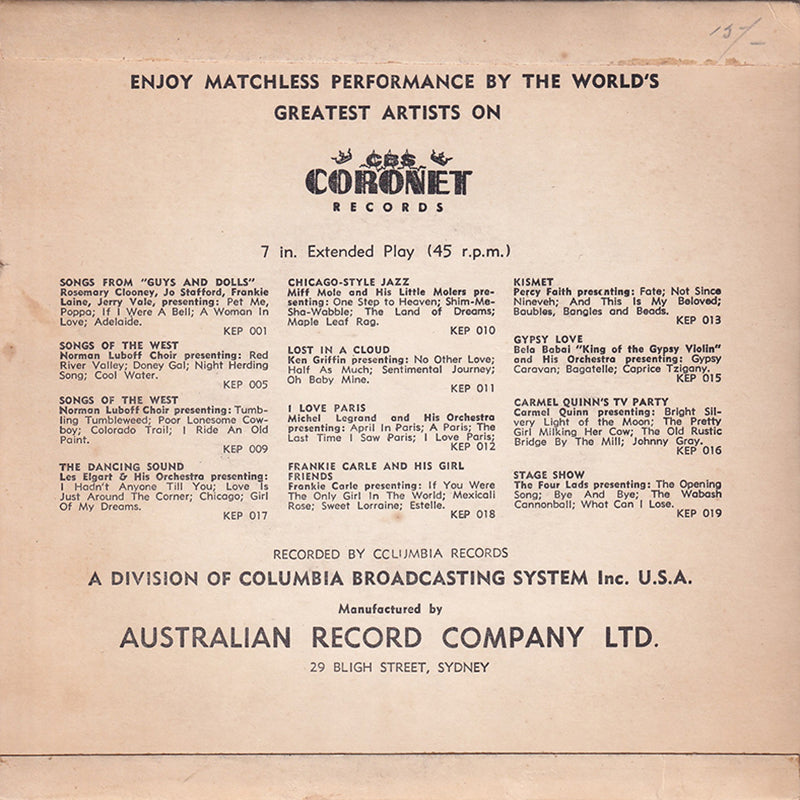 15/-
ENJOY MATCHLESS PERFORMANCE BY THE WORLD'S
GREATEST ARTISTS ON
CBS
CORONET
RECORDS
7 in. Extended Play (45 r.p.m.)
SONGS FROM "GUYS AND DOLLS"
Rosemary Clooney, Jo Stafford, Frankie
Laine, Jerry Vale, presenting: Pet Me,
Poppa; If I Were A Bell; A Woman In
Love; Adelaide.
KEP 001
SONGS OF THE WEST
Norman Luboff Choir presenting: Red
River Valley; Doney Gal; Night Herding
Song; Cool Water.
KEP 005
SONGS OF THE WEST
Norman Luboff Choir presenting: Tumb-
ling Tumbleweed; Poor Lonesome Cow-
boy; Colorado Trail; I Ride An Old
Paint.
KEP 009
THE DANCING SOUND
Les Elgart & His Orchestra presenting:
I Hadn't Anyone Till You; Love Is
Just Around The Corner; Chicago; Girl
Of My Dreams.
KEP 017
CHICAGO-STYLE JAZZ
Miff Mole and His Little Molers pre-
senting: One Step to Heaven; Shim-Me-
Sha-Wabble; The Land of Dreams;
Maple Leaf Rag.
KEP 010
LOST IN A CLOUD
Ken Griffin presenting: No Other Love;
Half As Much; Sentimental Journey;
Oh Baby Mine.
KEP 011
I LOVE PARIS
Michel Legrand and His Orchestra
presenting: April In Paris; A Paris; The
Last Time I Saw Paris; I Love Paris;
KEP 012
FRANKIE CARLE AND HIS GIRL
FRIENDS
Frankie Carle presenting: If You Were
The Only Girl In The World; Mexicali
Rose; Sweet Lorraine; Estelle.
KEP 018
KISMET
Percy Faith presenting: Fate; Not Since
Nineveh; And This Is My Beloved;
Baubles, Bangles and Beads.
KEP 013
GYPSY LOVE
Bela Babai "King of the Gypsy Violin"
and His Orchestra presenting: Gypsy
Caravan; Bagatelle; Caprice Tzigany.
KEP 015
CARMEL QUINN'S TV PARTY
Carmel Quinn presenting: Bright Sil-
very Light of the Moon; The Pretty
Girl Milking Her Cow; The Old Rustic
Bridge By The Mill; Johnny Gray.
KEP 016
STAGE SHOW
The Four Lads presenting: The Opening
Song; Bye And Bye; The Wabash
Cannonball; What Can I Lose.
KEP 019
RECORDED BY COLUMBIA RECORDS
A DIVISION OF COLUMBIA BROADCASTING SYSTEM Inc. U.S.A.
Manufactured by
AUSTRALIAN RECORD COMPANY LTD.
29 BLIGH STREET, SYDNEY